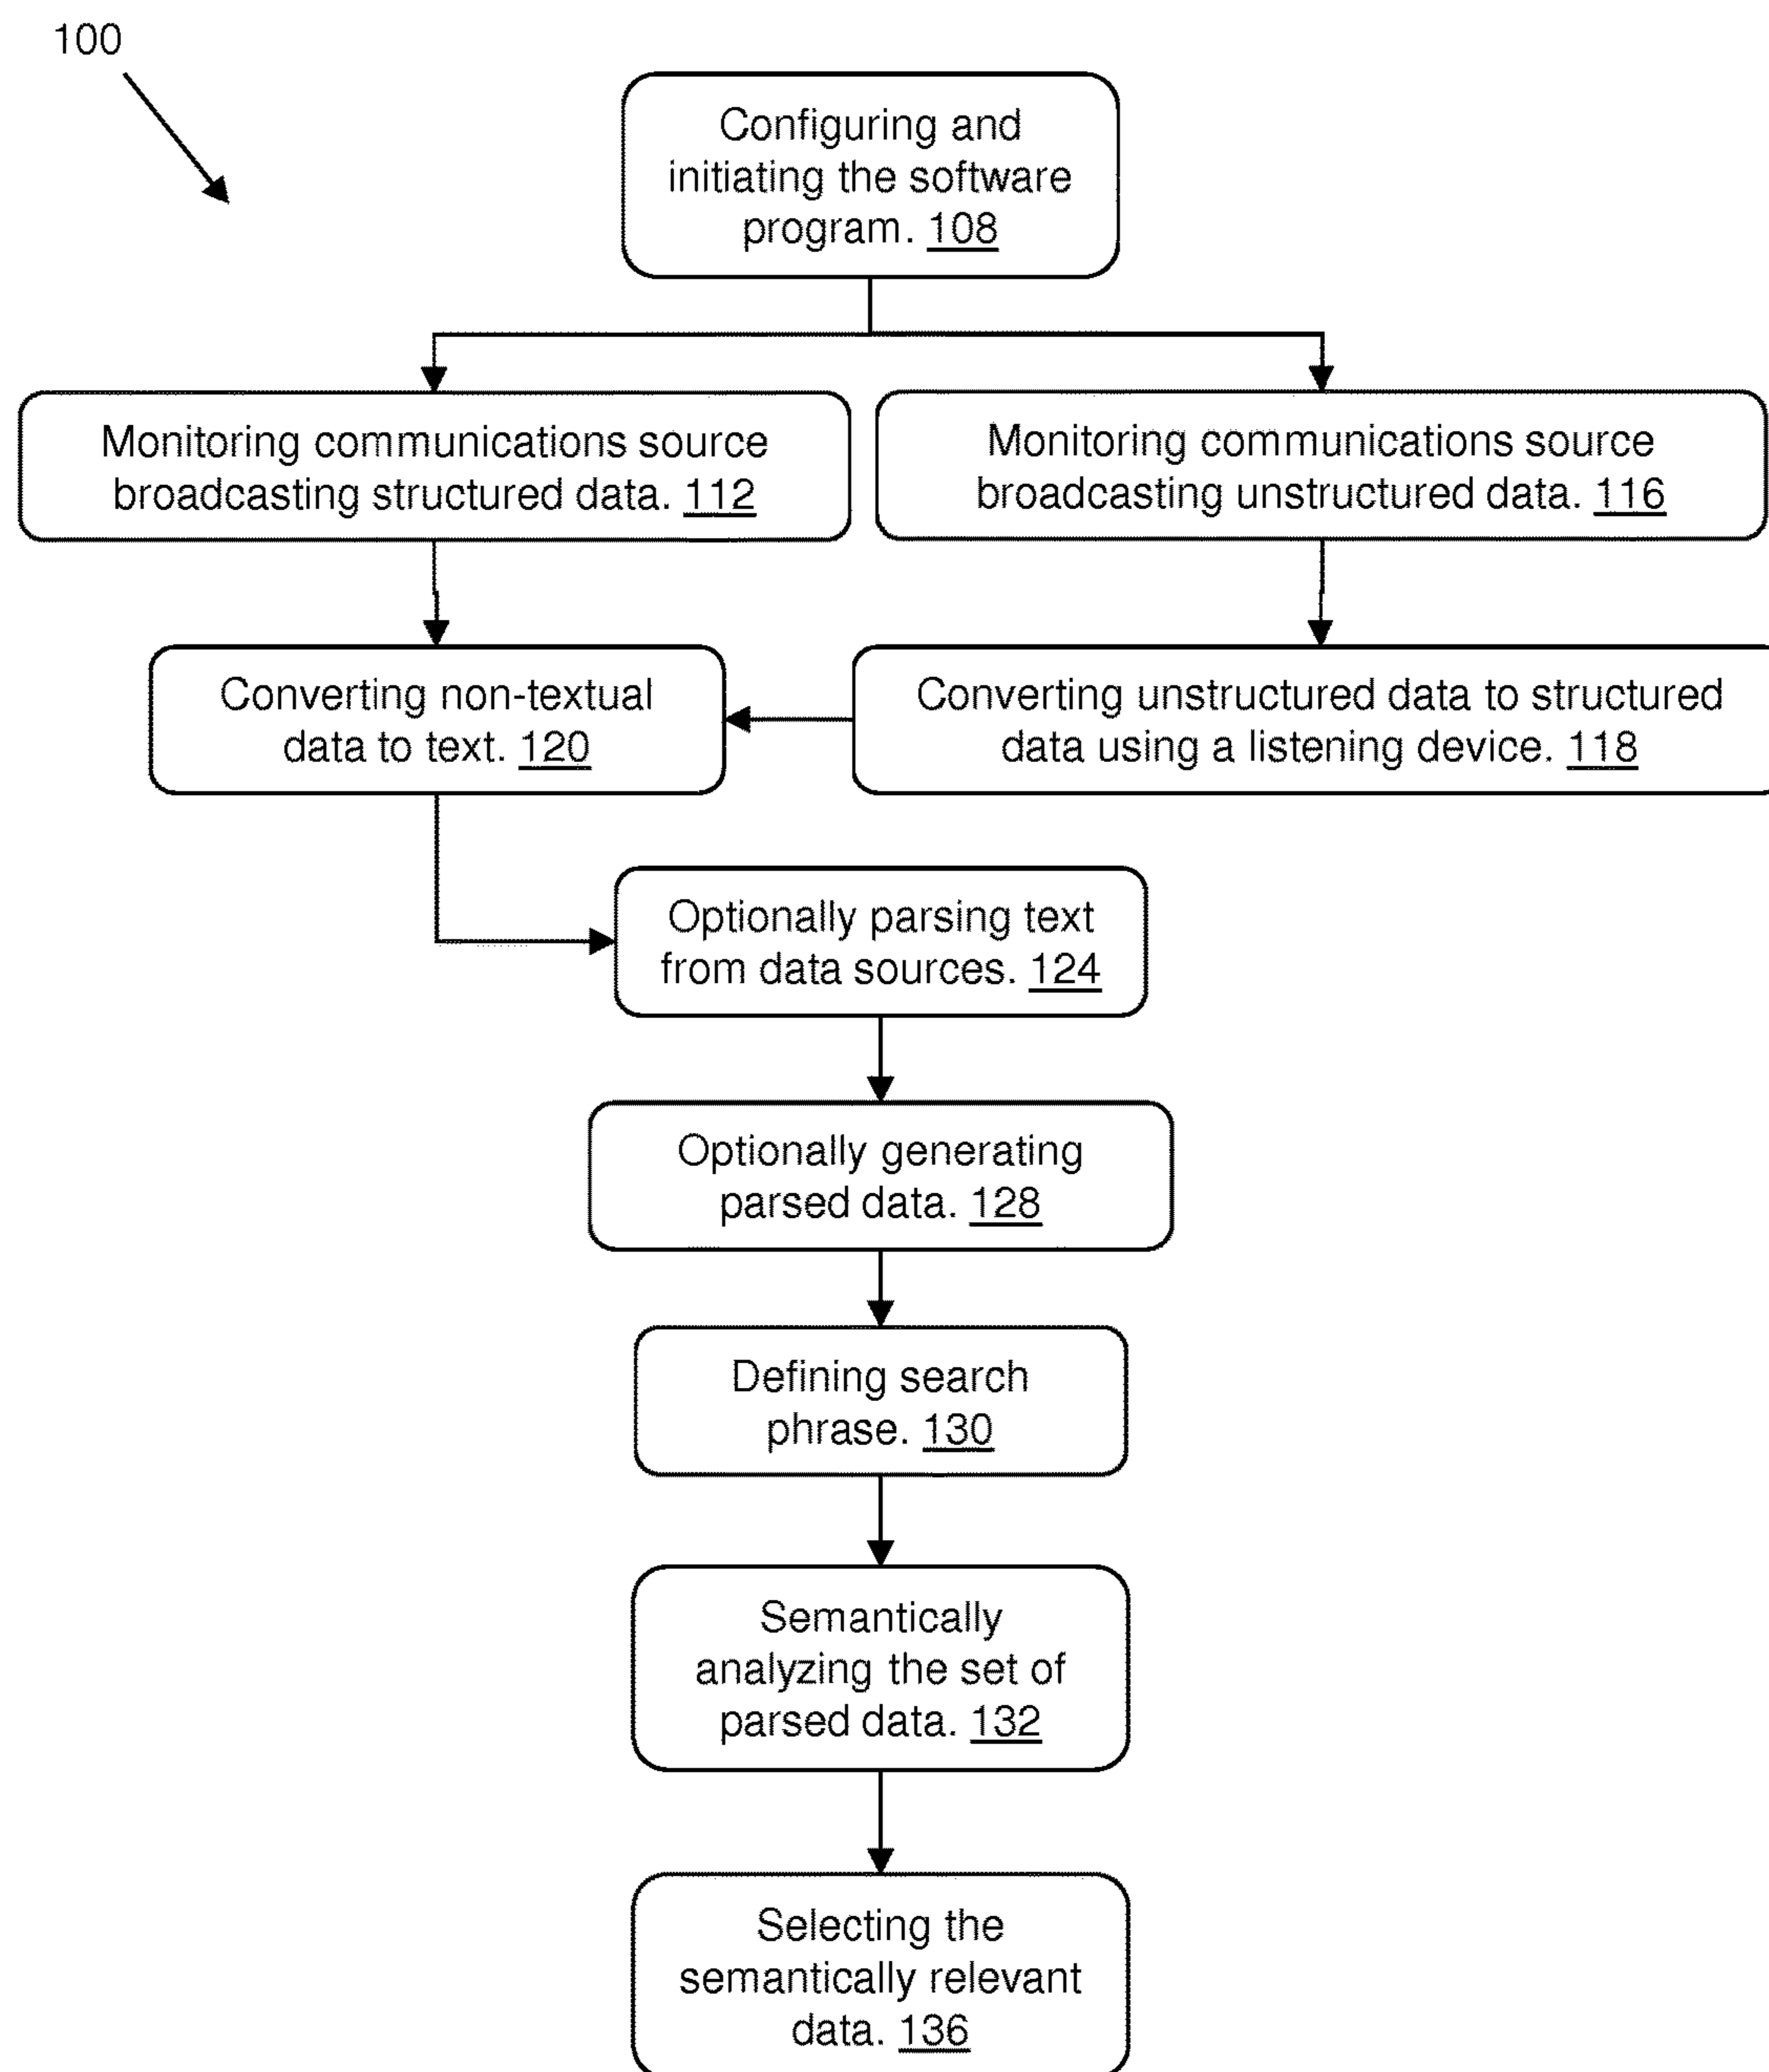 100
Configuring and
initiating the software
program. 108
Monitoring communications source
broadcasting structured data. 112
Monitoring communications source
broadcasting unstructured data. 116
Converting non-textual
data to text. 120
Converting unstructured data to structured
data using a listening device. 118
Optionally parsing text
from data sources. 124
Optionally generating
parsed data. 128
Defining search
phrase. 130
Semantically
analyzing the set of
parsed data. 132
Selecting the
semantically relevant
data. 136